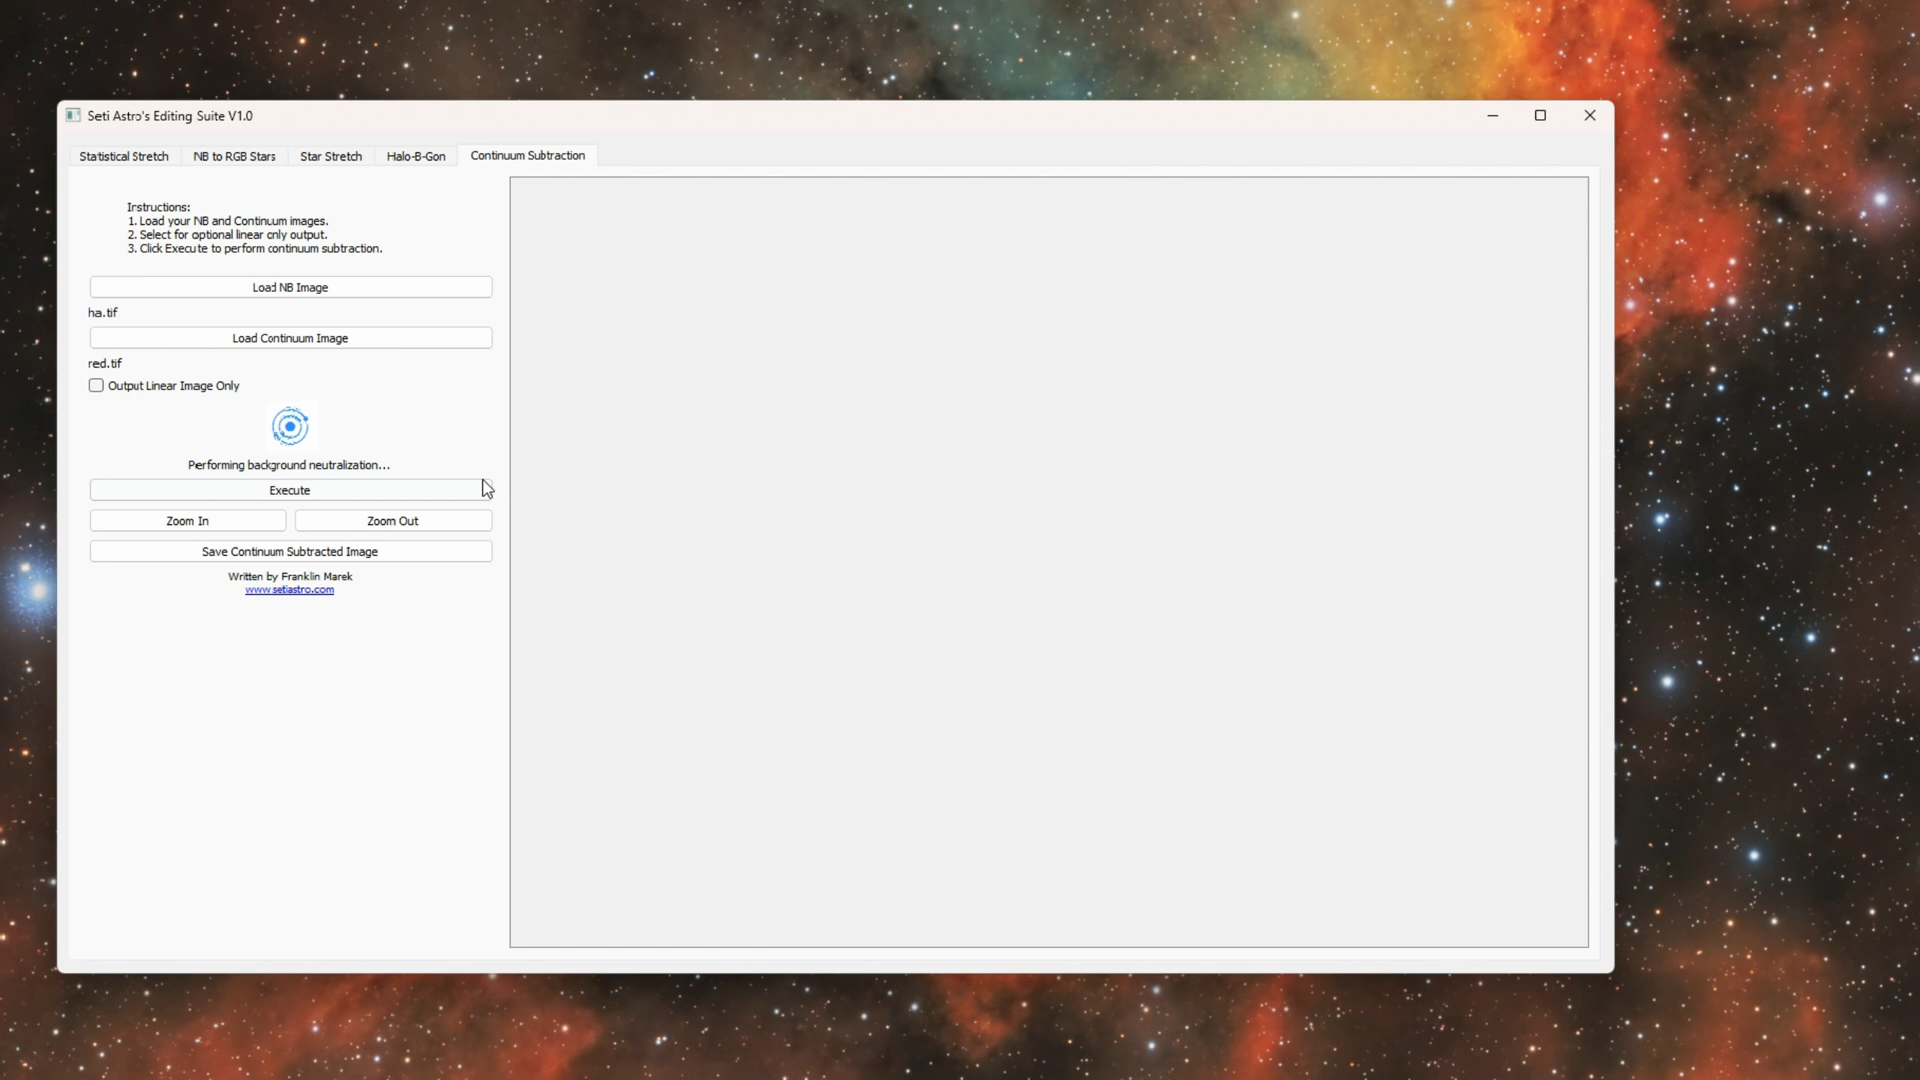 Seti Astro's Editing Suite V1.0
Statistical Stretch
NB to RGB Stars
Star Stretch
Halo-B-Gon
Continuum Subtraction
Instructions:
1. Load your NB and Continuum images.
2. Select for optional linear only output.
3. Click Execute to perform continuum subtraction.
Load NB Image
ha.tif
Load Continuum Image
red.tif
Output Linear Image Only
Performing background neutralization...
Execute
Zoom In
Zoom Out
Save Continuum Subtracted Image
Written by Franklin Marek
www.setiastro.com